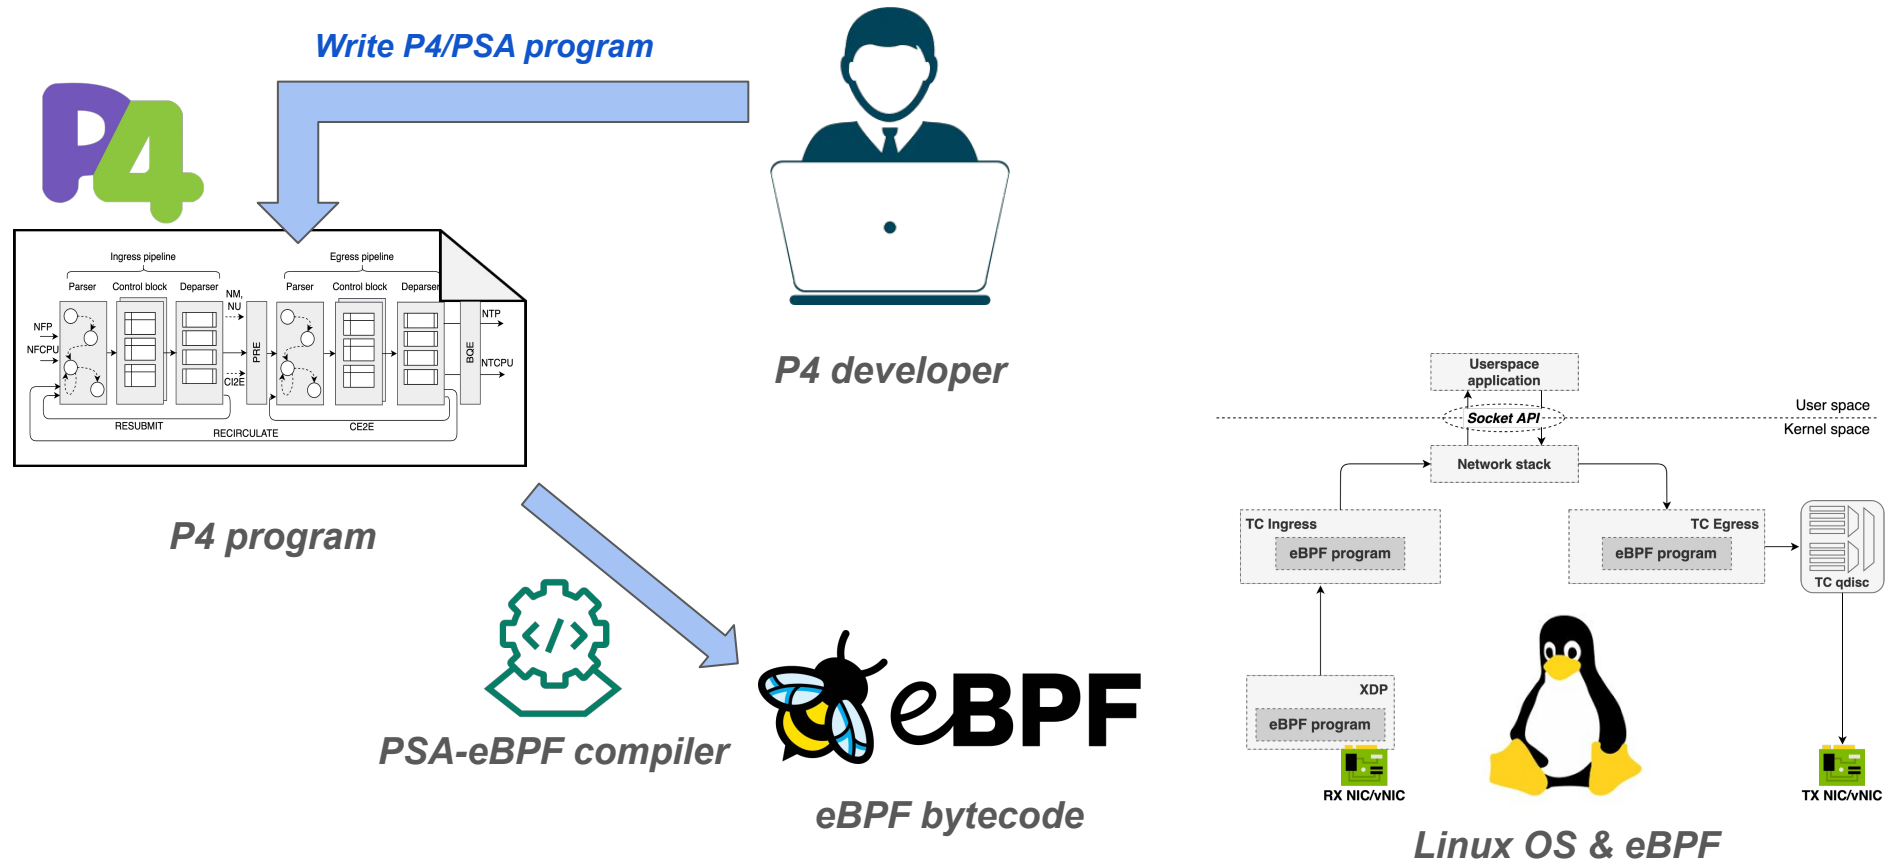 Write P4/PSA program
P4
Ingress pipeline
Egress pipeline
Parser
Control block
Deparser
NM,
NU
Parser
Control block
Deparser
NFP
NFCPU
CI2E
PRE
BQE
NTP
NTCPU
RESUBMIT
RECIRCULATE
CE2E
P4 developer
P4 program
PSA-eBPF compiler
eBPF
eBPF bytecode
Userspace
application
Socket API
User space
Kernel space
Network stack
TC Ingress
eBPF program
TC Egress
eBPF program
TC qdisc
XDP
eBPF program
RX NIC/vNIC
TX NIC/vNIC
Linux OS & eBPF